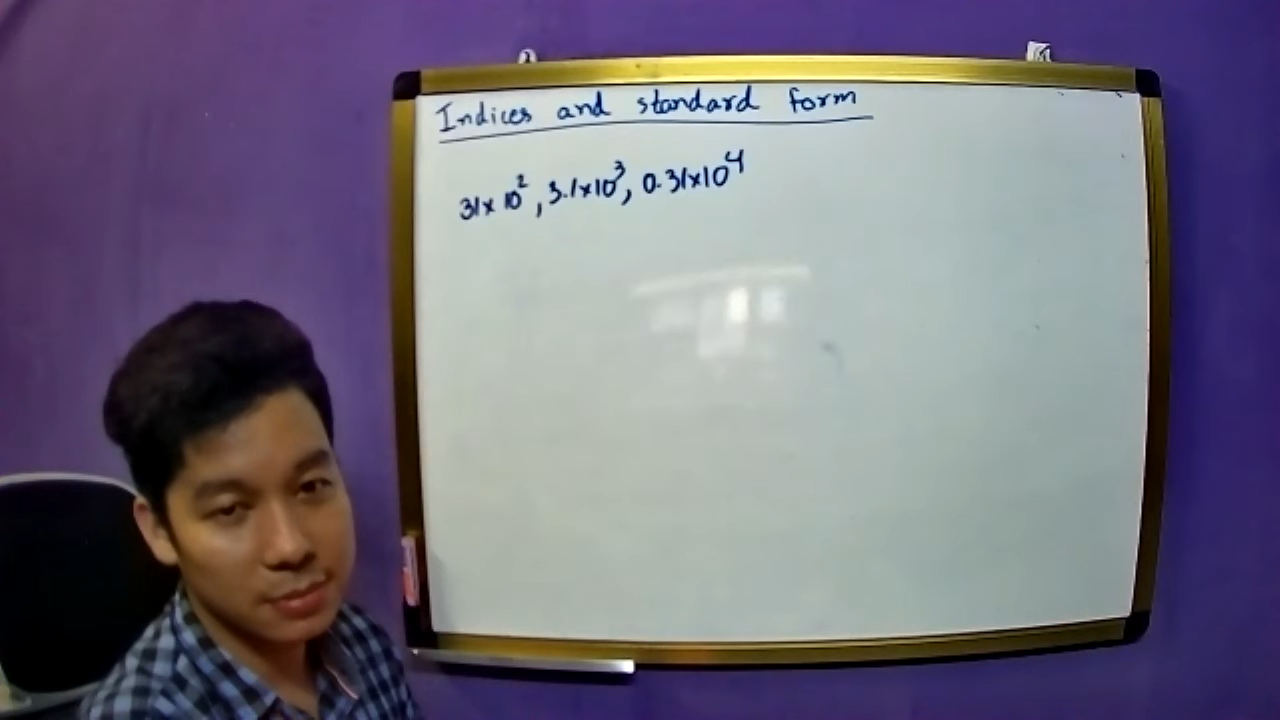 Indices and standard form
31×10², 3.1×10³, 0.31×10⁴